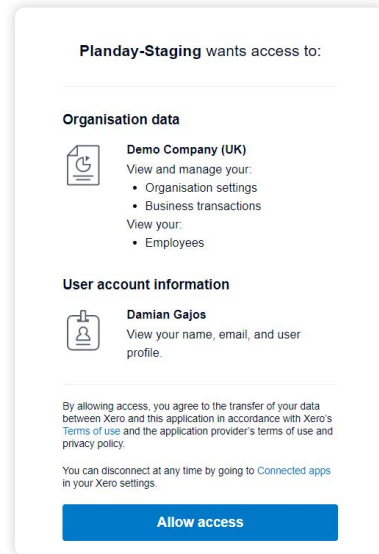 Planday-Staging wants access to:
Organisation data
Demo Company (UK)
View and manage your:
• Organisation settings
• Business transactions
View your:
• Employees
User account information
Damian Gajos
View your name, email, and user
profile.
By allowing access, you agree to the transfer of your data
between Xero and this application in accordance with Xero's
Terms of use and the application provider's terms of use and
privacy policy.
You can disconnect at any time by going to Connected apps
in your Xero settings.
Allow access